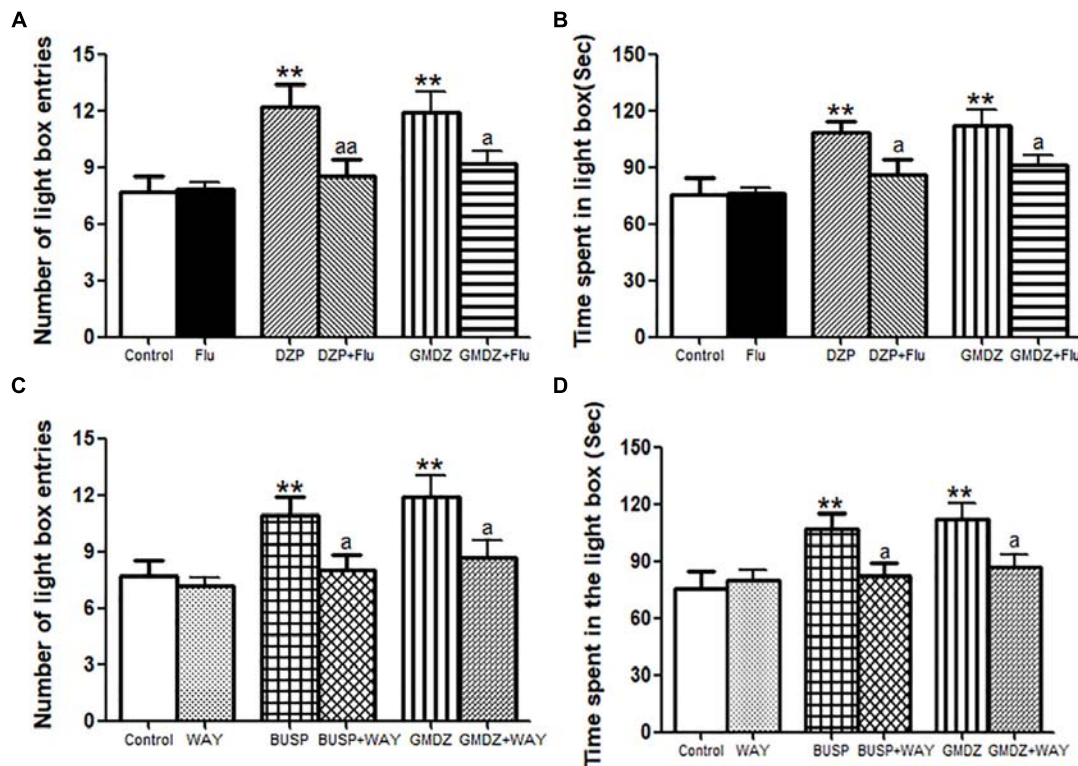 A
Number of light box entries
15
12
9
6
3
0
**
aa
**
a
Control Flu DZP DZP+Flu GMDZ GMDZ+Flu
B
Time spent in light box(Sec)
150
120
90
60
30
0
**
a
**
a
Control Flu DZP DZP+Flu GMDZ GMDZ+Flu
C
Number of light box entries
15
12
9
6
3
0
**
a
**
a
Control WAY BUSP BUSP+WAY GMDZ GMDZ+WAY
D
Time spent in the light box (Sec)
150
120
90
60
30
0
**
a
**
a
Control WAY BUSP BUSP+WAY GMDZ GMDZ+WAY